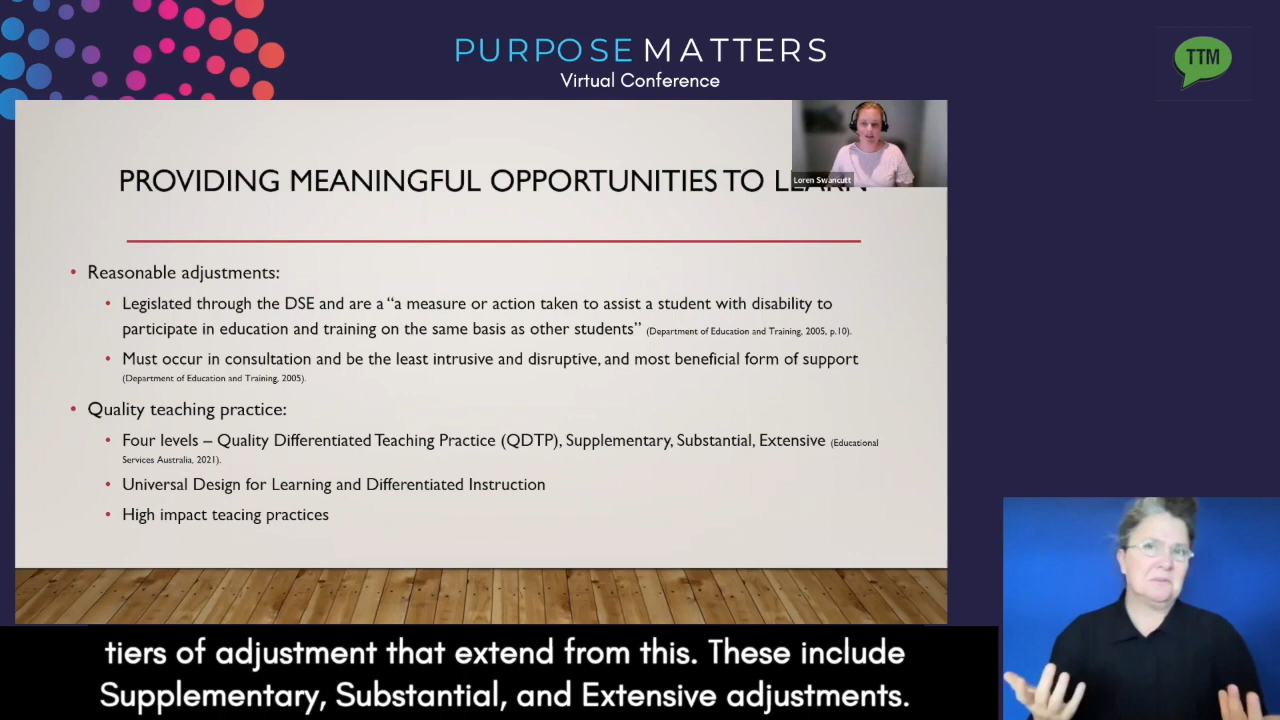 PURPOSE MATTERS
Virtual Conference
TTM
Loren Swancutt
PROVIDING MEANINGFUL OPPORTUNITIES TO LEARN
• Reasonable adjustments:
• Legislated through the DSE and are a “a measure or action taken to assist a student with disability to
participate in education and training on the same basis as other students” (Department of Education and Training, 2005, p.10).
• Must occur in consultation and be the least intrusive and disruptive, and most beneficial form of support
(Department of Education and Training, 2005).
• Quality teaching practice:
• Four levels – Quality Differentiated Teaching Practice (QDTP), Supplementary, Substantial, Extensive (Educational
Services Australia, 2021).
• Universal Design for Learning and Differentiated Instruction
• High impact teacing practices
tiers of adjustment that extend from this. These include
Supplementary, Substantial, and Extensive adjustments.